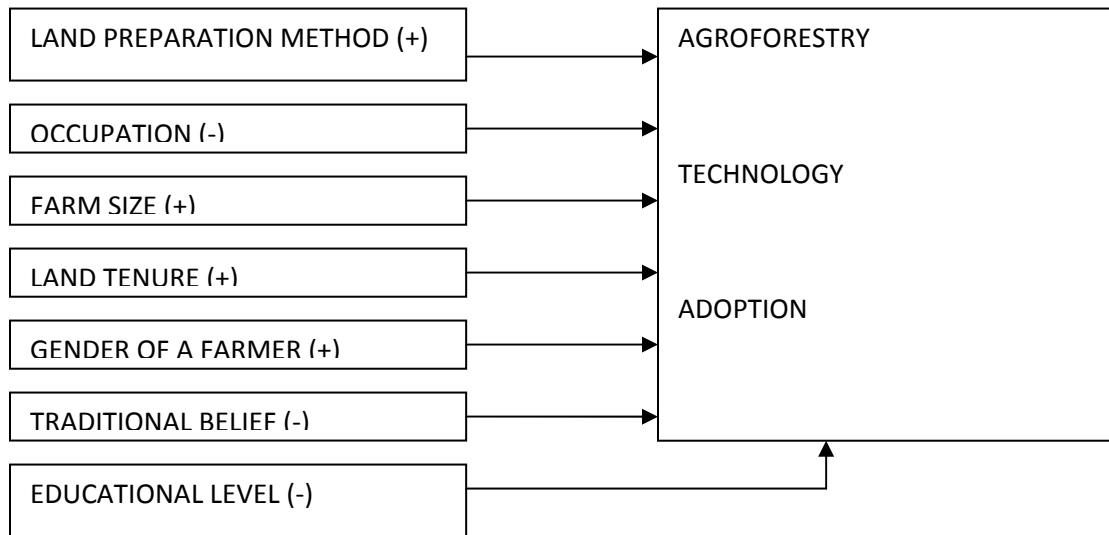 LAND PREPARATION METHOD (+)
OCCUPATION (-)
FARM SIZE (+)
LAND TENURE (+)
GENDER OF A FARMER (+)
TRADITIONAL BELIEF (-)
EDUCATIONAL LEVEL (-)
AGROFORESTRY
TECHNOLOGY
ADOPTION